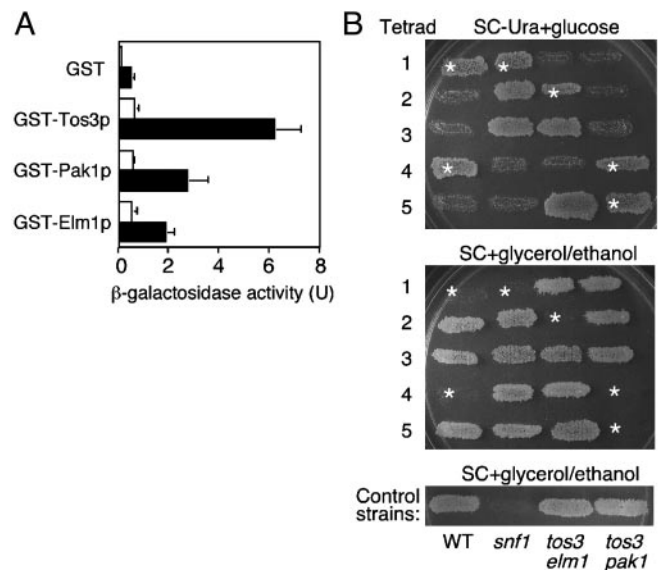 A
GST
GST-Tos3p
GST-Pak1p
GST-Elm1p
0 2 4 6 8
β-galactosidase activity (U)
B
Tetrad SC-Ura+glucose
1 * *
2 *
3
4 * *
5 *
SC+glycerol/ethanol
1 * *
2 *
3
4 * *
5 *
SC+glycerol/ethanol
Control
strains:
WT snf1 tos3 tos3
elm1 pak1